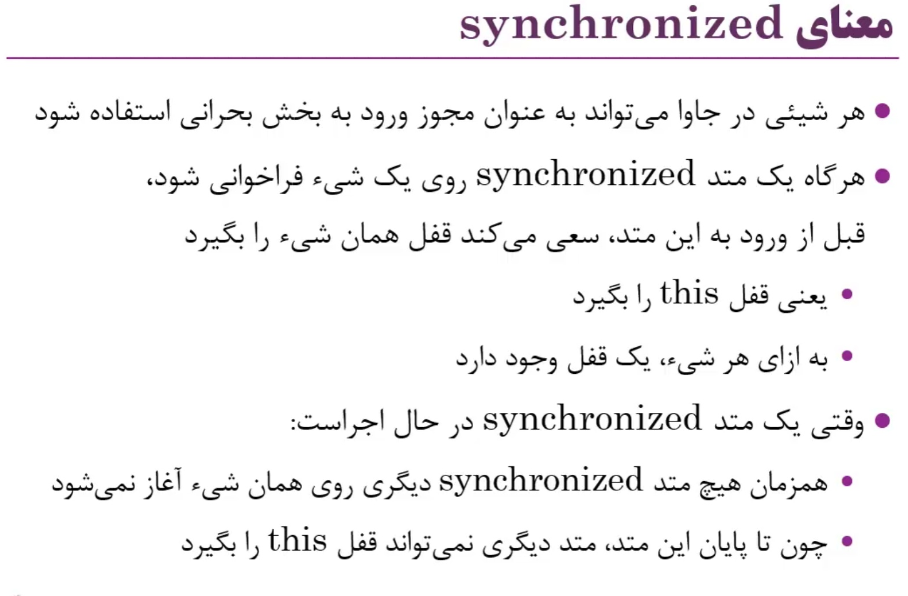 معنای synchronized
• هر شیئی در جاوا می‌تواند به عنوان مجوز ورود به بخش بحرانی استفاده شود
• هرگاه یک متد synchronized روی یک شیء فراخوانی شود،
قبل از ورود به این متد، سعی می‌کند قفل همان شیء را بگیرد
• یعنی قفل this را بگیرد
• به ازای هر شیء، یک قفل وجود دارد
• وقتی یک متد synchronized در حال اجراست:
• همزمان هیچ متد synchronized دیگری روی همان شیء آغاز نمی‌شود
• چون تا پایان این متد، متد دیگری نمی‌تواند قفل this را بگیرد